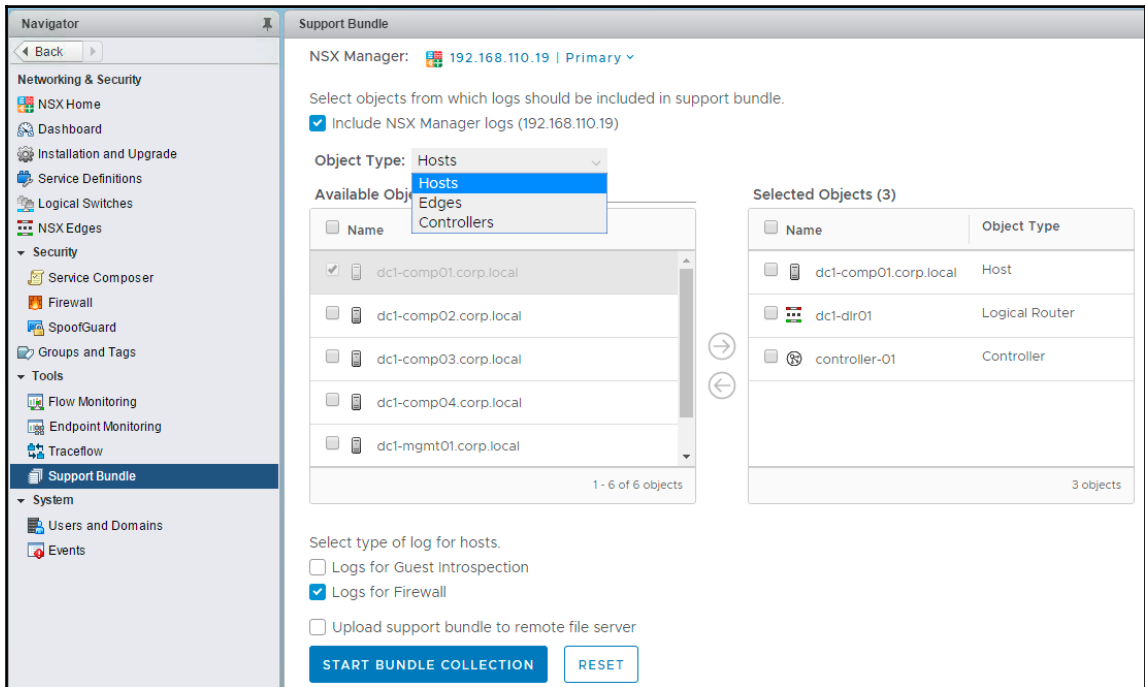 Navigator
Back
Networking & Security
NSX Home
Dashboard
Installation and Upgrade
Service Definitions
Logical Switches
NSX Edges
Security
Service Composer
Firewall
SpoofGuard
Groups and Tags
Tools
Flow Monitoring
Endpoint Monitoring
Traceflow
Support Bundle
System
Users and Domains
Events
Support Bundle
NSX Manager: 192.168.110.19 | Primary
Select objects from which logs should be included in support bundle.
Include NSX Manager logs (192.168.110.19)
Object Type: Hosts
Hosts
Edges
Controllers
Available Obje
Name
dc1-comp01.corp.local
dc1-comp02.corp.local
dc1-comp03.corp.local
dc1-comp04.corp.local
dc1-mgmt01.corp.local
1 - 6 of 6 objects
Selected Objects (3)
Name Object Type
dc1-comp01.corp.local Host
dc1-dlr01 Logical Router
controller-01 Controller
3 objects
Select type of log for hosts.
Logs for Guest Introspection
Logs for Firewall
Upload support bundle to remote file server
START BUNDLE COLLECTION RESET